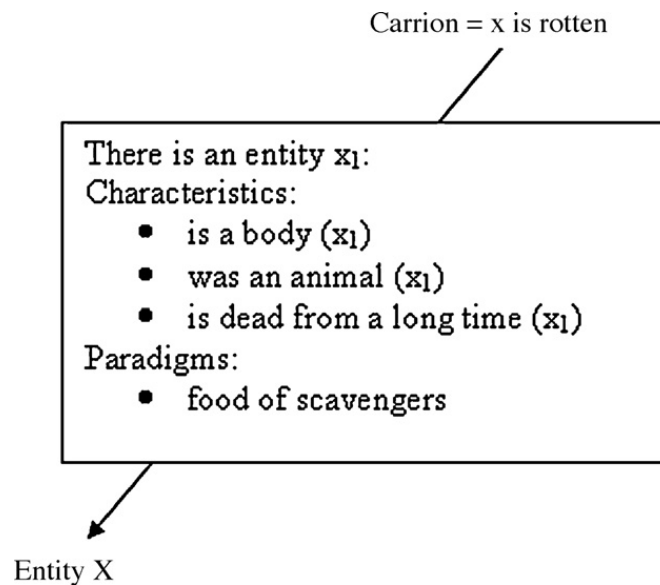 Carrion = x is rotten
There is an entity x₁:
Characteristics:
• is a body (x₁)
• was an animal (x₁)
• is dead from a long time (x₁)
Paradigms:
• food of scavengers
Entity X